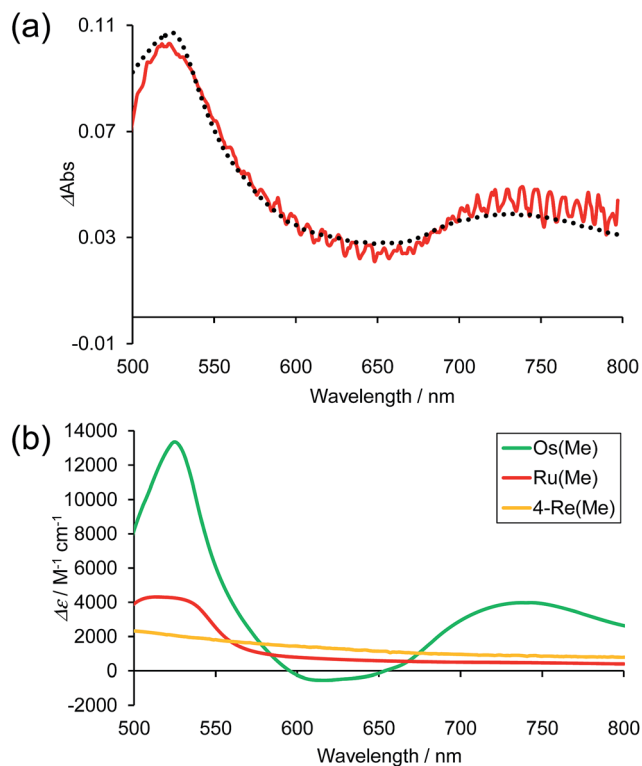 (a)
0.11
0.07
0.03
-0.01
ΔAbs
500 550 600 650 700 750 800
Wavelength / nm
(b)
14000
12000
10000
8000
6000
4000
2000
0
-2000
Δε / M-1 cm-1
Os(Me)
Ru(Me)
4-Re(Me)
500 550 600 650 700 750 800
Wavelength / nm